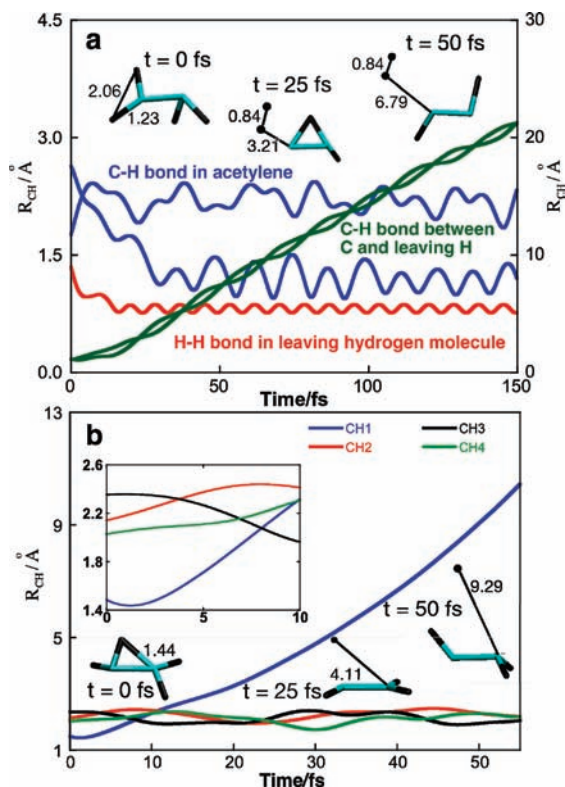 4.5
30
a
t = 0 fs
t = 25 fs
t = 50 fs
2.06
1.23
0.84
3.21
0.84
6.79
3.0
20
C-H bond in acetylene
C-H bond between
C and leaving H
1.5
10
H-H bond in leaving hydrogen molecule
0.0
0
R_CH / Å
R_CH / Å
0
50
100
150
Time/fs
13
b
CH1
CH3
CH2
CH4
2.6
2.2
1.8
1.4
0
5
10
9
5
1
R_CH / Å
t = 0 fs
1.44
t = 25 fs
4.11
t = 50 fs
9.29
0
10
20
30
40
50
Time/fs